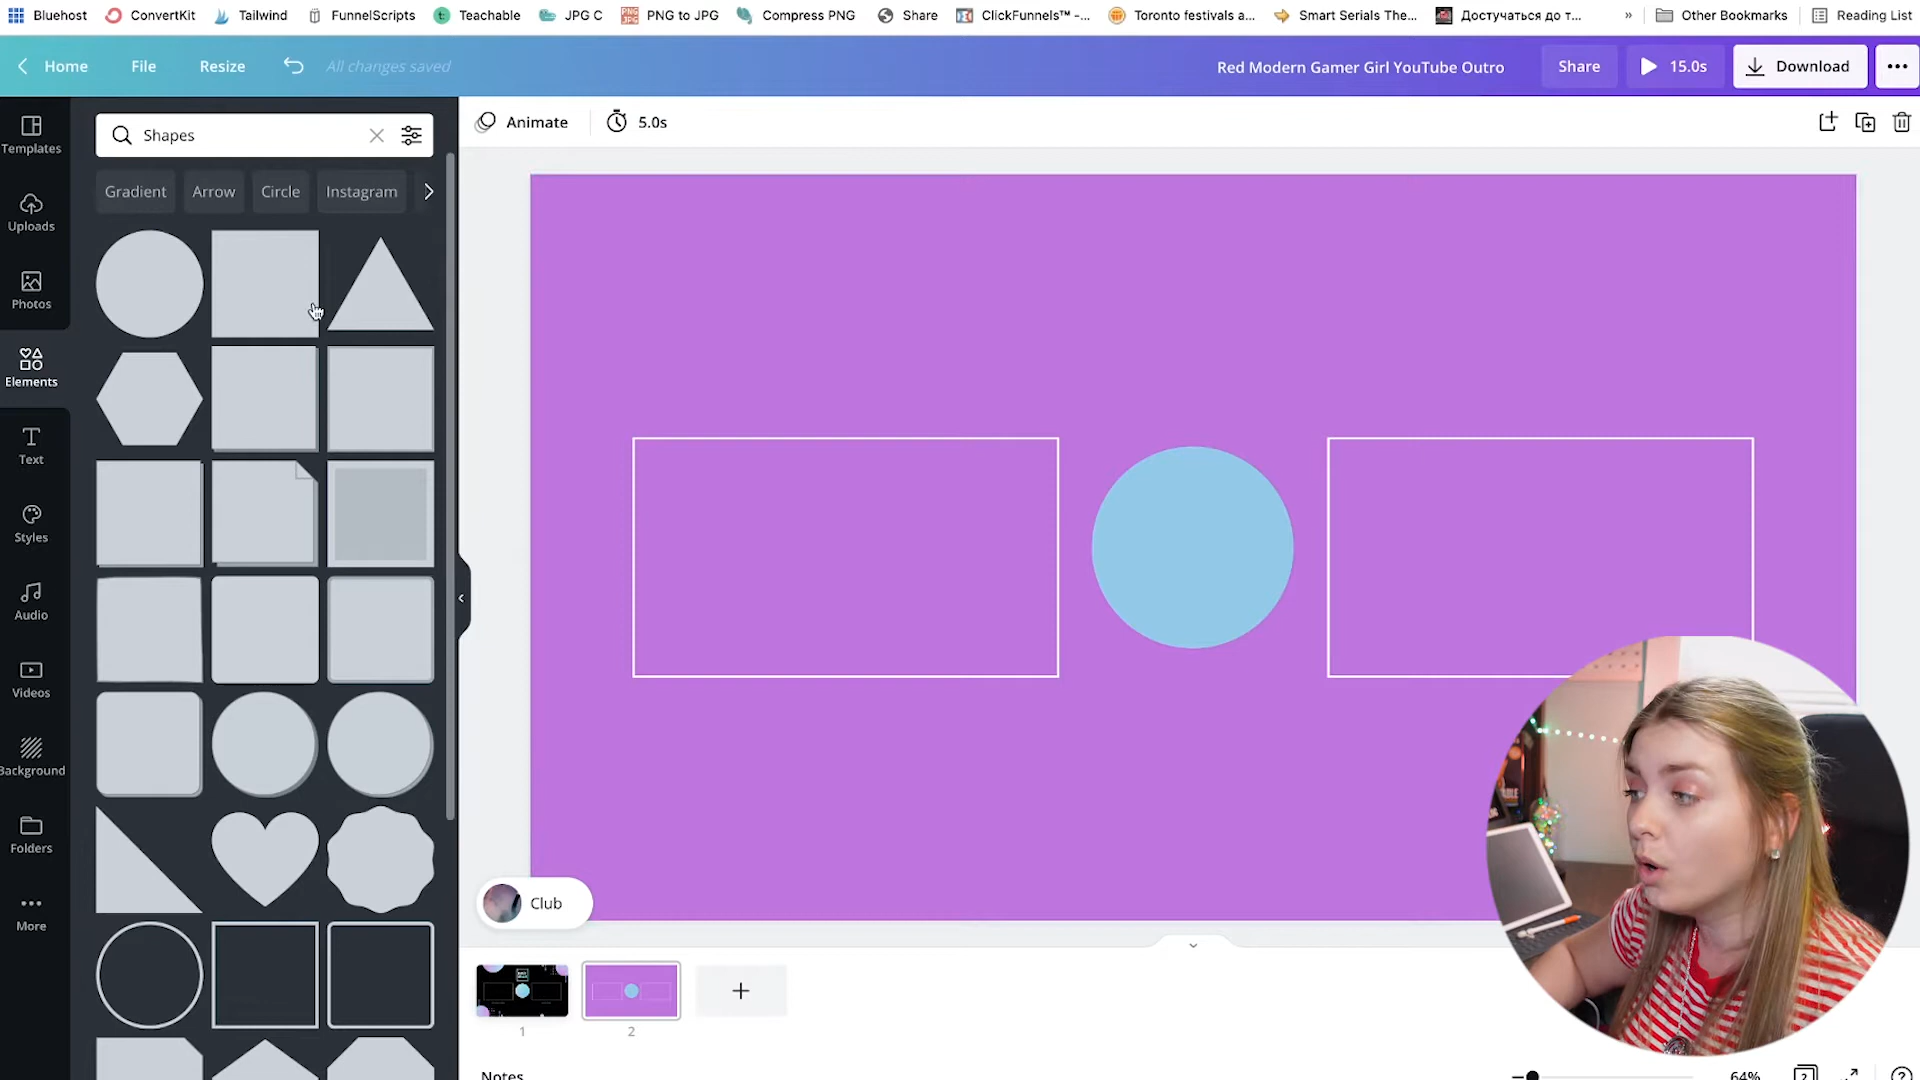 Bluehost ConvertKit Tailwind FunnelScripts Teachable JPG C PNG to JPG Compress PNG Share ClickFunnels™ -... Toronto festivals a... Smart Serials The... Достучаться до т... » Other Bookmarks Reading List
Home File Resize All changes saved Red Modern Gamer Girl YouTube Outro Share 15.0s Download
Templates
Uploads
Photos
Elements
Text
Styles
Audio
Videos
Background
Folders
More
Shapes
Gradient Arrow Circle Instagram
Animate 5.0s
Club
1 2
Notes
64% 2